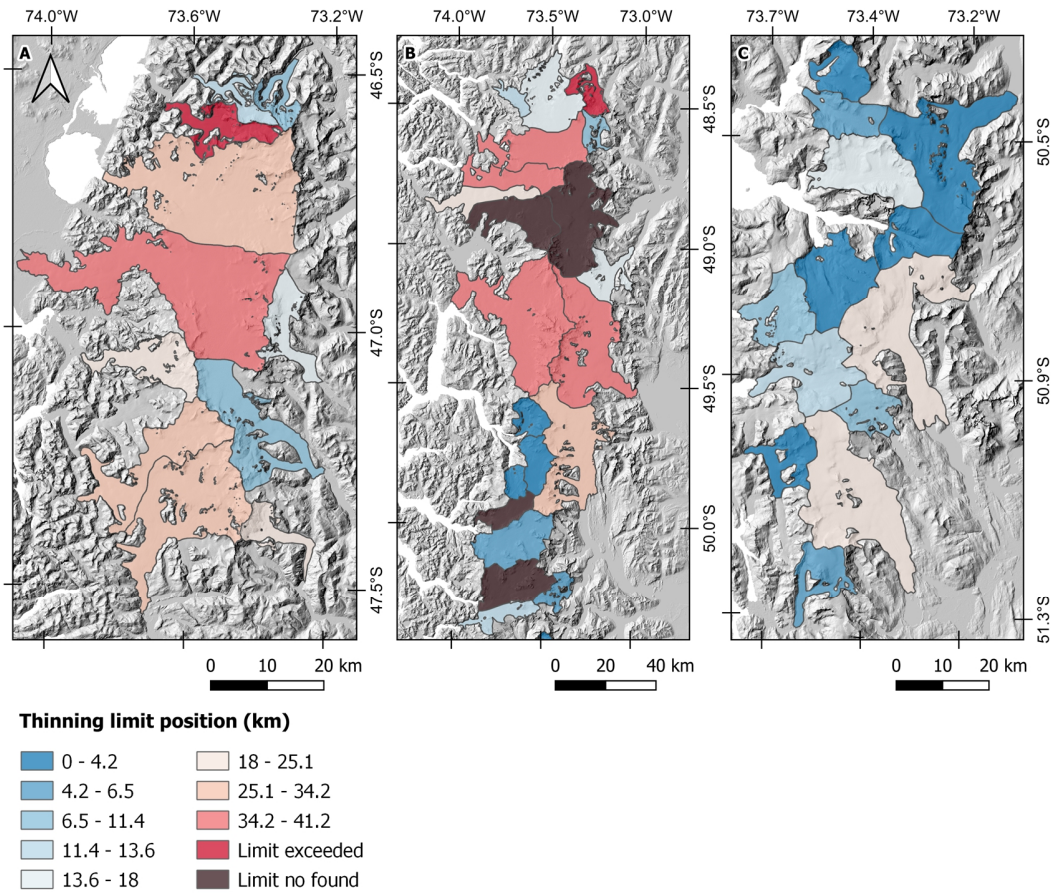 74.0°W 73.6°W 73.2°W 74.0°W 73.5°W 73.0°W 73.7°W 73.4°W 73.2°W
A B C
46.5°S
47.0°S
47.5°S
48.5°S
49.0°S
49.5°S
50.0°S
50.5°S
50.9°S
51.3°S
0 10 20 km 0 20 40 km 0 10 20 km
Thinning limit position (km)
0 - 4.2
4.2 - 6.5
6.5 - 11.4
11.4 - 13.6
13.6 - 18
18 - 25.1
25.1 - 34.2
34.2 - 41.2
Limit exceeded
Limit no found